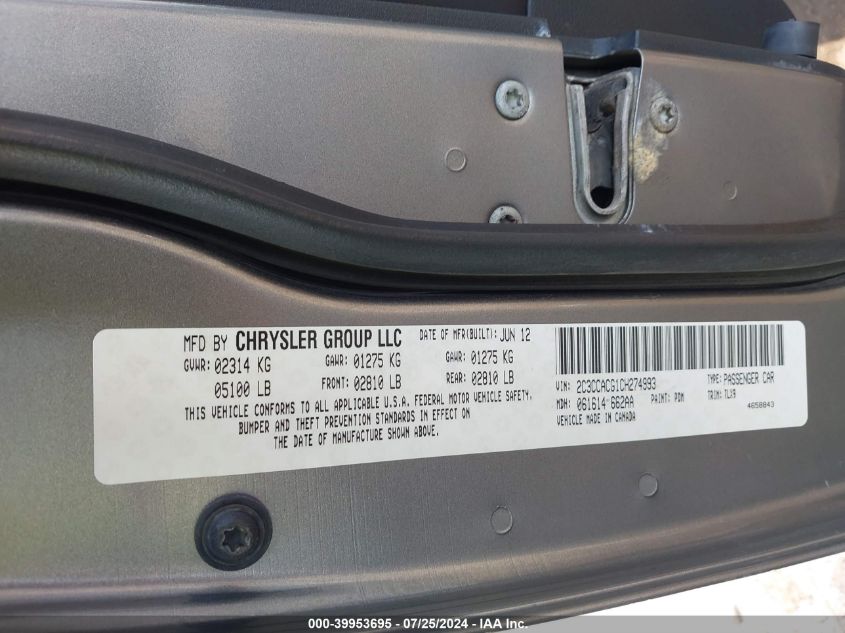 MFD BY CHRYSLER GROUP LLC DATE OF MFR(BUILT): JUN 12
GVWR: 02314 KG GAWR: 01275 KG GAWR: 01275 KG
05100 LB FRONT: 02810 LB REAR: 02810 LB
THIS VEHICLE CONFORMS TO ALL APPLICABLE U.S.A. FEDERAL MOTOR VEHICLE SAFETY,
BUMPER AND THEFT PREVENTION STANDARDS IN EFFECT ON
THE DATE OF MANUFACTURE SHOWN ABOVE.
VIN: 2C3CCACG1CH274993 TYPE: PASSENGER CAR
MDH: 061614 662AA PAINT: PDM TRIM: TLX9
VEHICLE MADE IN CANADA 4658843
000-39953695 - 07/25/2024 - IAA Inc.